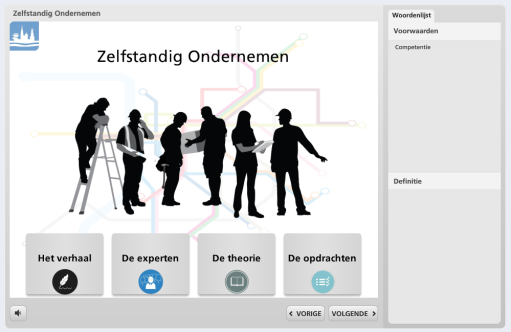 Zelfstandig Ondernemen
Zelfstandig Ondernemen
Het verhaal
De experten
De theorie
De opdrachten
VORIGE
VOLGENDE
Woordenlijst
Voorwaarden
Competentie
Definitie